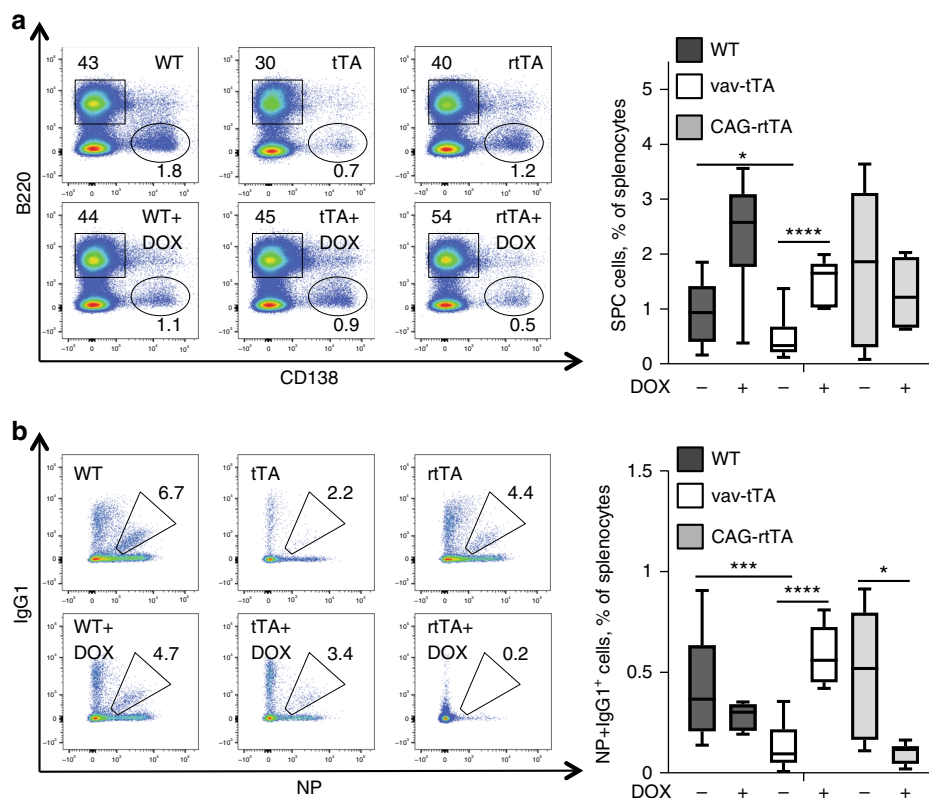 a
43 WT
30 tTA
40 rtTA
1.8
0.7
1.2
44 WT+ DOX
45 tTA+ DOX
54 rtTA+ DOX
1.1
0.9
0.5
B220
CD138
WT
vav-tTA
CAG-rtTA
SPC cells, % of splenocytes
5
4
3
2
1
0
*
****
DOX – + – + – +
b
WT 6.7
tTA 2.2
rtTA 4.4
WT+ DOX 4.7
tTA+ DOX 3.4
rtTA+ DOX 0.2
IgG1
NP
WT
vav-tTA
CAG-rtTA
NP+IgG1+ cells, % of splenocytes
1.5
1
0.5
0
***
****
*
DOX – + – + – +